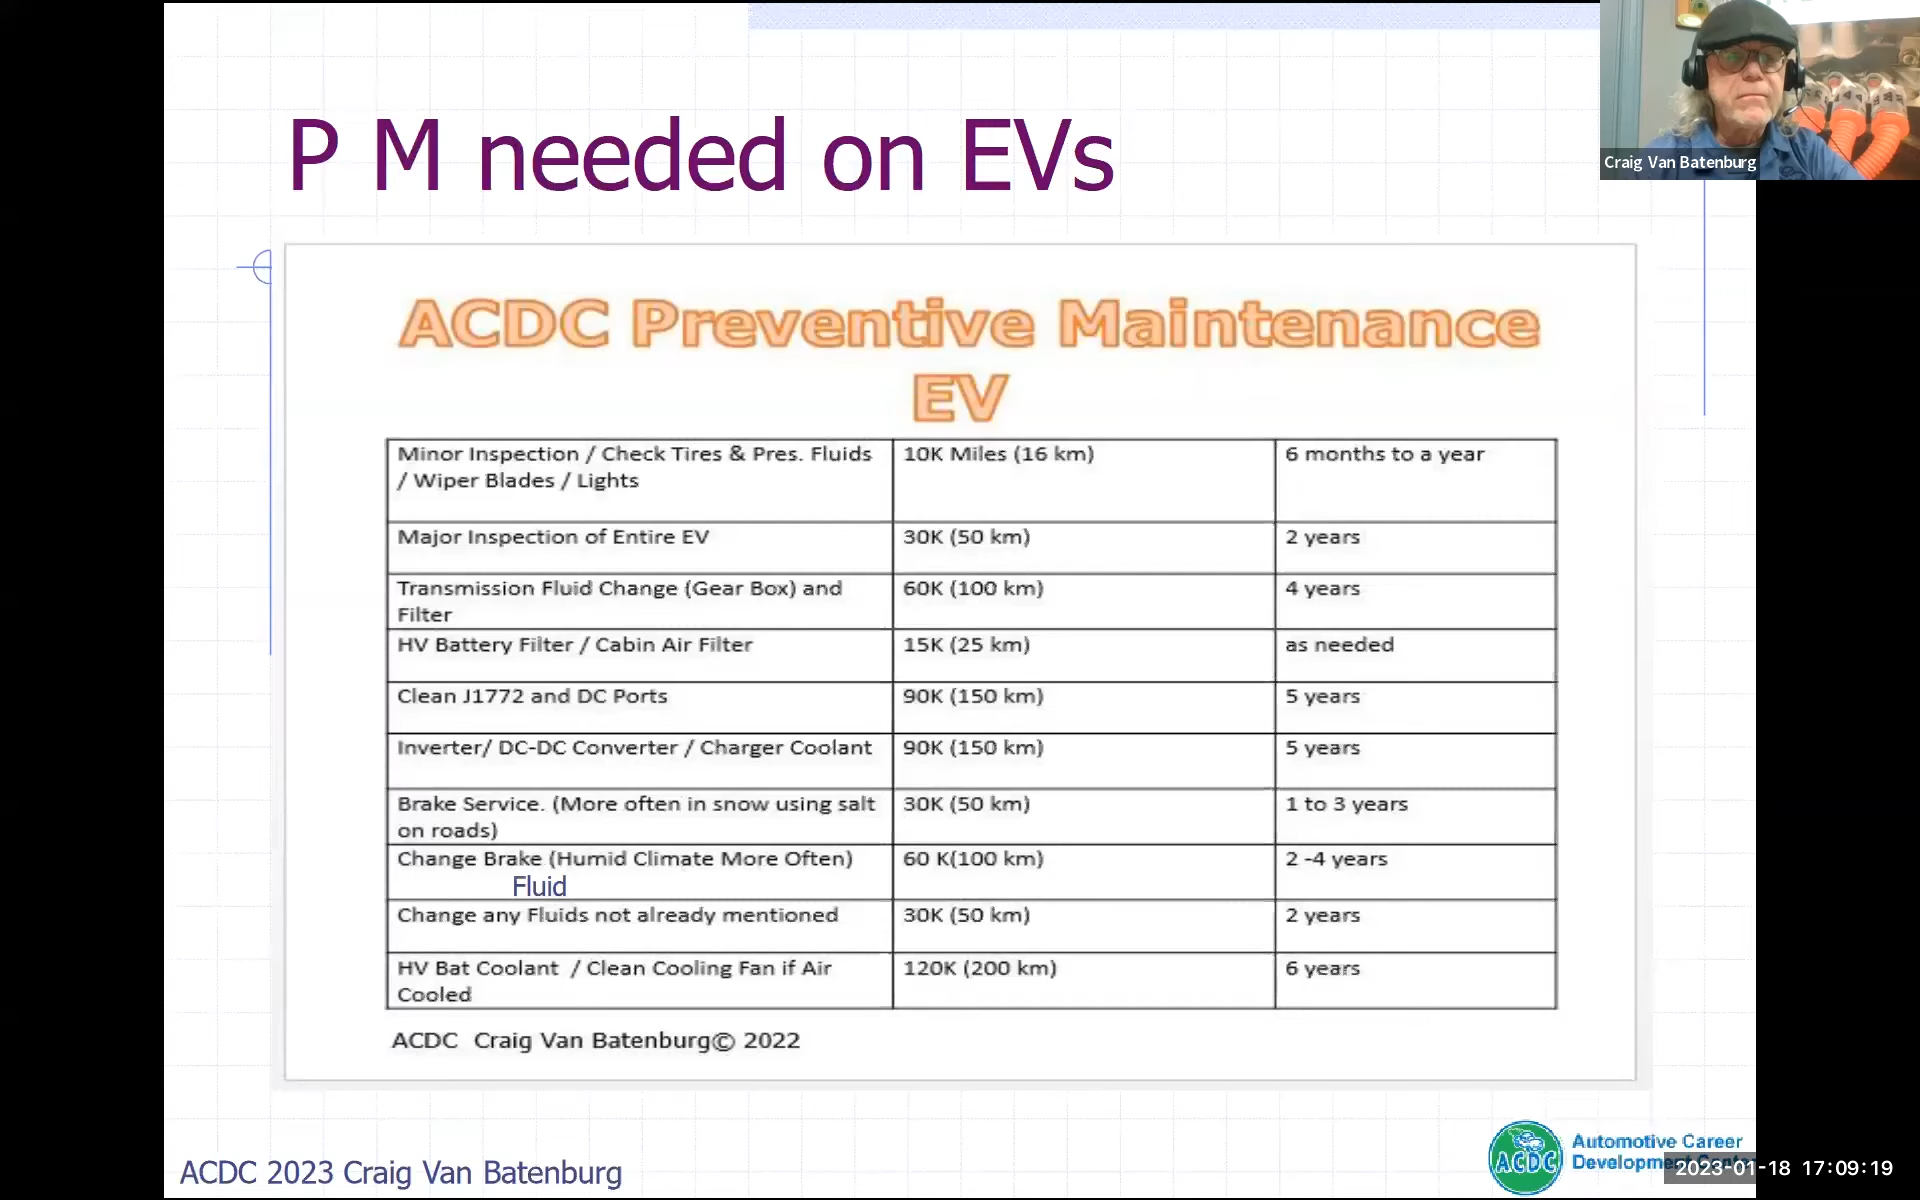 P M needed on EVs
Craig Van Batenburg
ACDC Preventive Maintenance
EV
Minor Inspection / Check Tires & Pres. Fluids
/ Wiper Blades / Lights
10K Miles (16 km)
6 months to a year
Major Inspection of Entire EV
30K (50 km)
2 years
Transmission Fluid Change (Gear Box) and
Filter
60K (100 km)
4 years
HV Battery Filter / Cabin Air Filter
15K (25 km)
as needed
Clean J1772 and DC Ports
90K (150 km)
5 years
Inverter/ DC-DC Converter / Charger Coolant
90K (150 km)
5 years
Brake Service. (More often in snow using salt
on roads)
30K (50 km)
1 to 3 years
Change Brake (Humid Climate More Often)
Fluid
60 K(100 km)
2 -4 years
Change any Fluids not already mentioned
30K (50 km)
2 years
HV Bat Coolant  / Clean Cooling Fan if Air
Cooled
120K (200 km)
6 years
ACDC  Craig Van Batenburg© 2022
ACDC 2023 Craig Van Batenburg
ACDC
Automotive Career
Development
2023-01-18 17:09:19